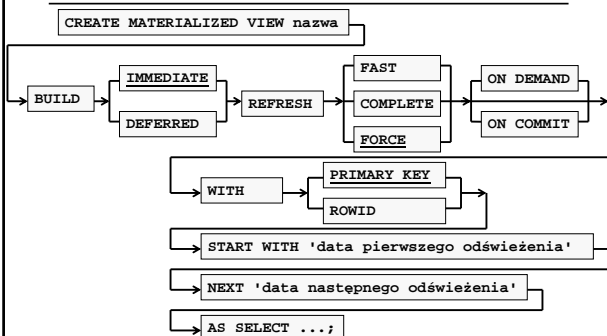 CREATE MATERIALIZED VIEW nazwa
BUILD
IMMEDIATE
DEFERRED
REFRESH
FAST
COMPLETE
FORCE
ON DEMAND
ON COMMIT
WITH
PRIMARY KEY
ROWID
START WITH 'data pierwszego odświeżenia'
NEXT 'data następnego odświeżenia'
AS SELECT ...;